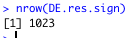 > nrow(DE.res.sign)
[1] 1023
>